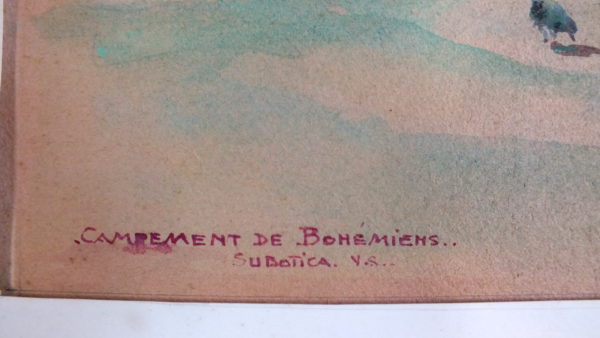 .CAMPEMENT DE BOHÉMIENS..
SUBOTICA. Y.S..